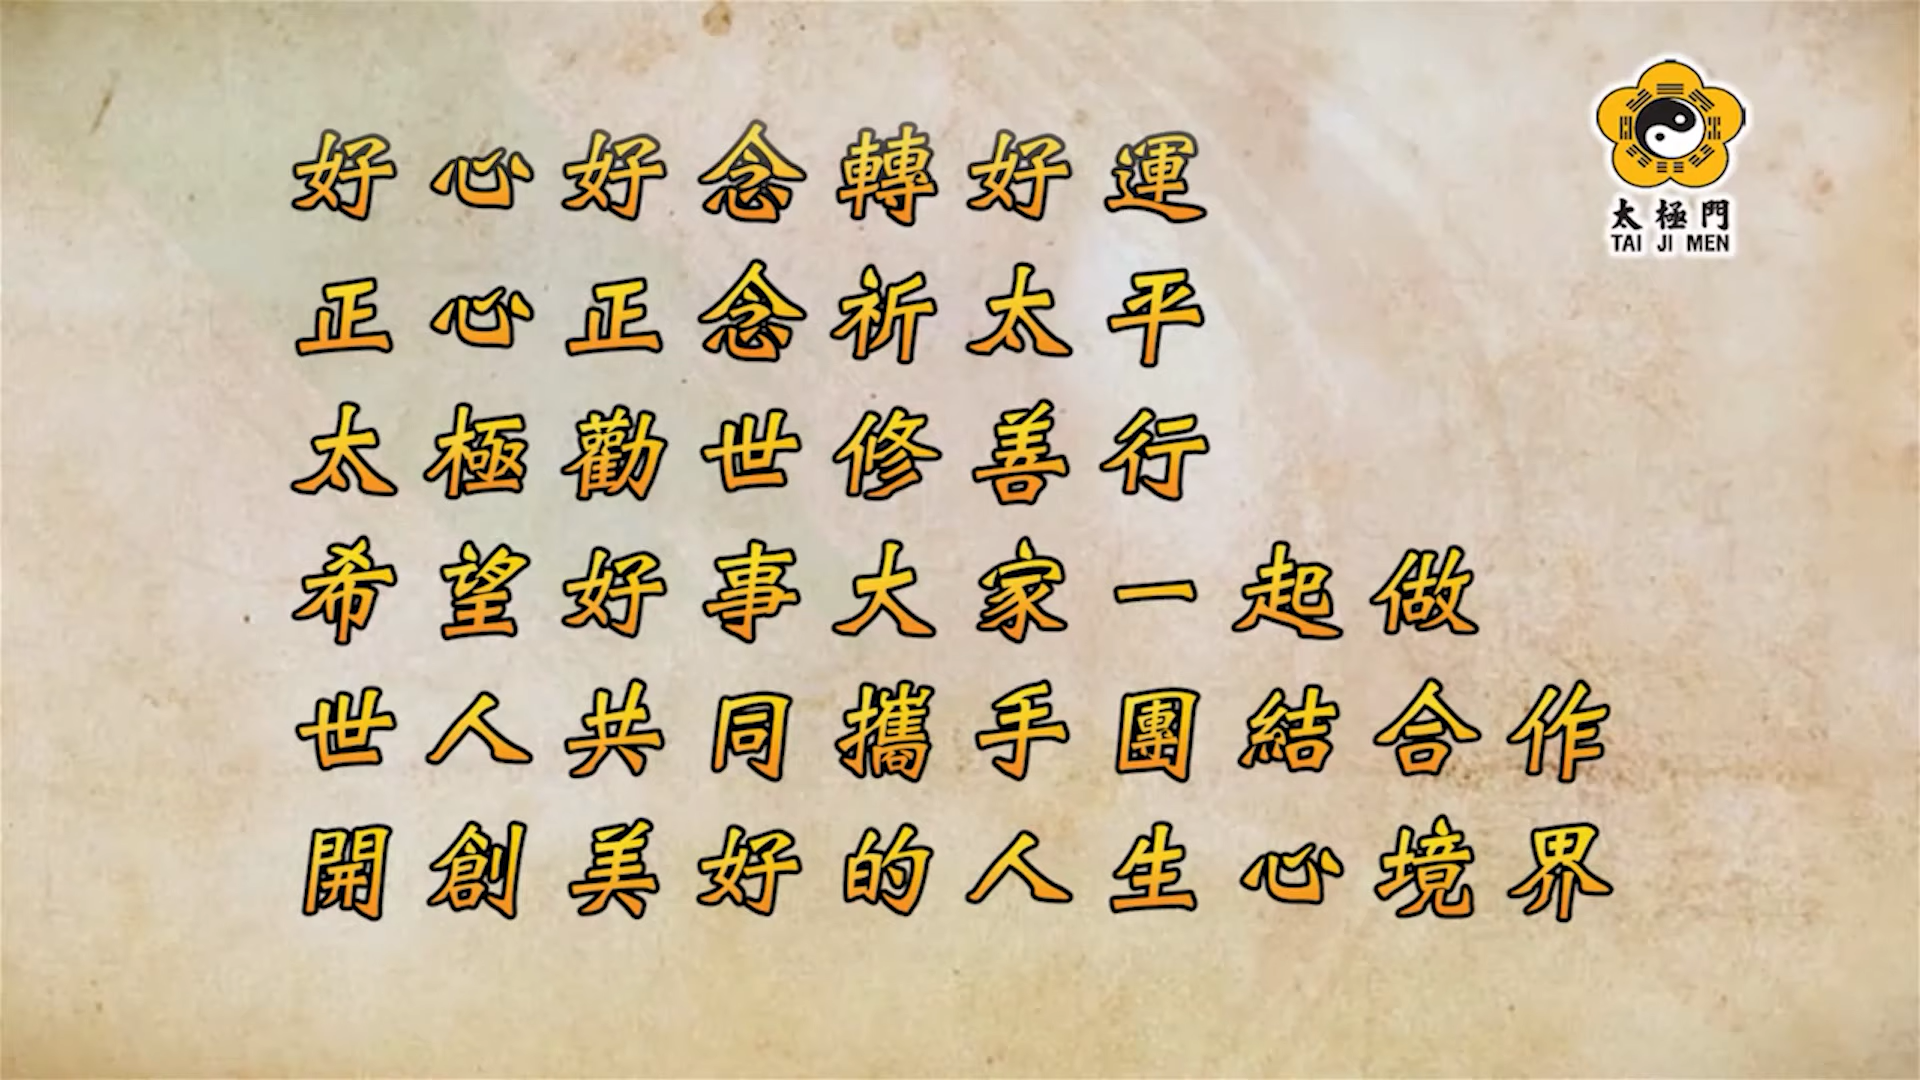 好心好念轉好運
正心正念祈太平
太極勸世修善行
希望好事大家一起做
世人共同攜手團結合作
開創美好的人生心境界
太極門
TAI JI MEN